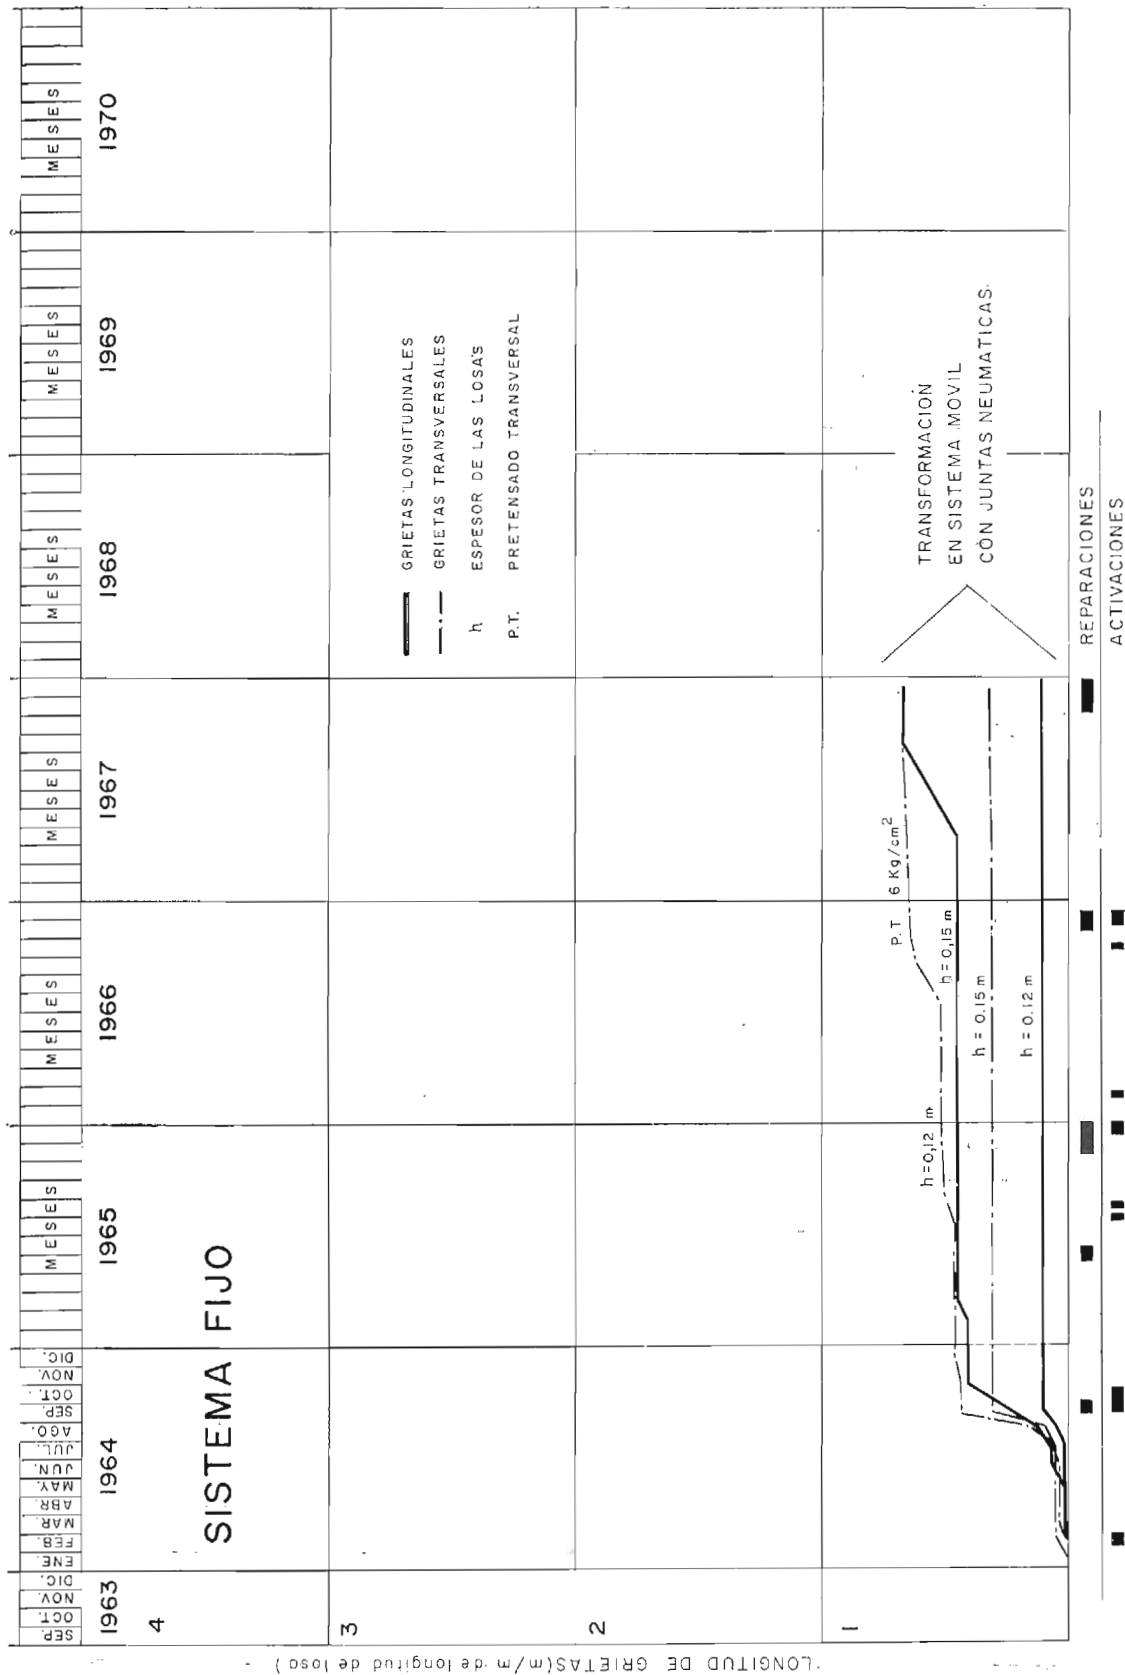 SISTEMA FIJO
SEP. OCT. NOV. DIC. ENE. FEB. MAR. ABR. MAY. JUN. JUL. AGO. SEP. OCT. NOV. DIC. MESES MESES MESES MESES MESES MESES
1963 1964 1965 1966 1967 1968 1969 1970
4
3
2
1
LONGITUD DE GRIETAS (m/m de longitud de losa)
GRIETAS LONGITUDINALES
GRIETAS TRANSVERSALES
h ESPESOR DE LAS LOSAS
P.T. PRETENSADO TRANSVERSAL
TRANSFORMACION
EN SISTEMA MOVIL
CON JUNTAS NEUMATICAS
P.T 6 Kg/cm²
h=0,12 m
h=0,15 m
h = 0.15 m
h = 0.12 m
REPARACIONES
ACTIVACIONES